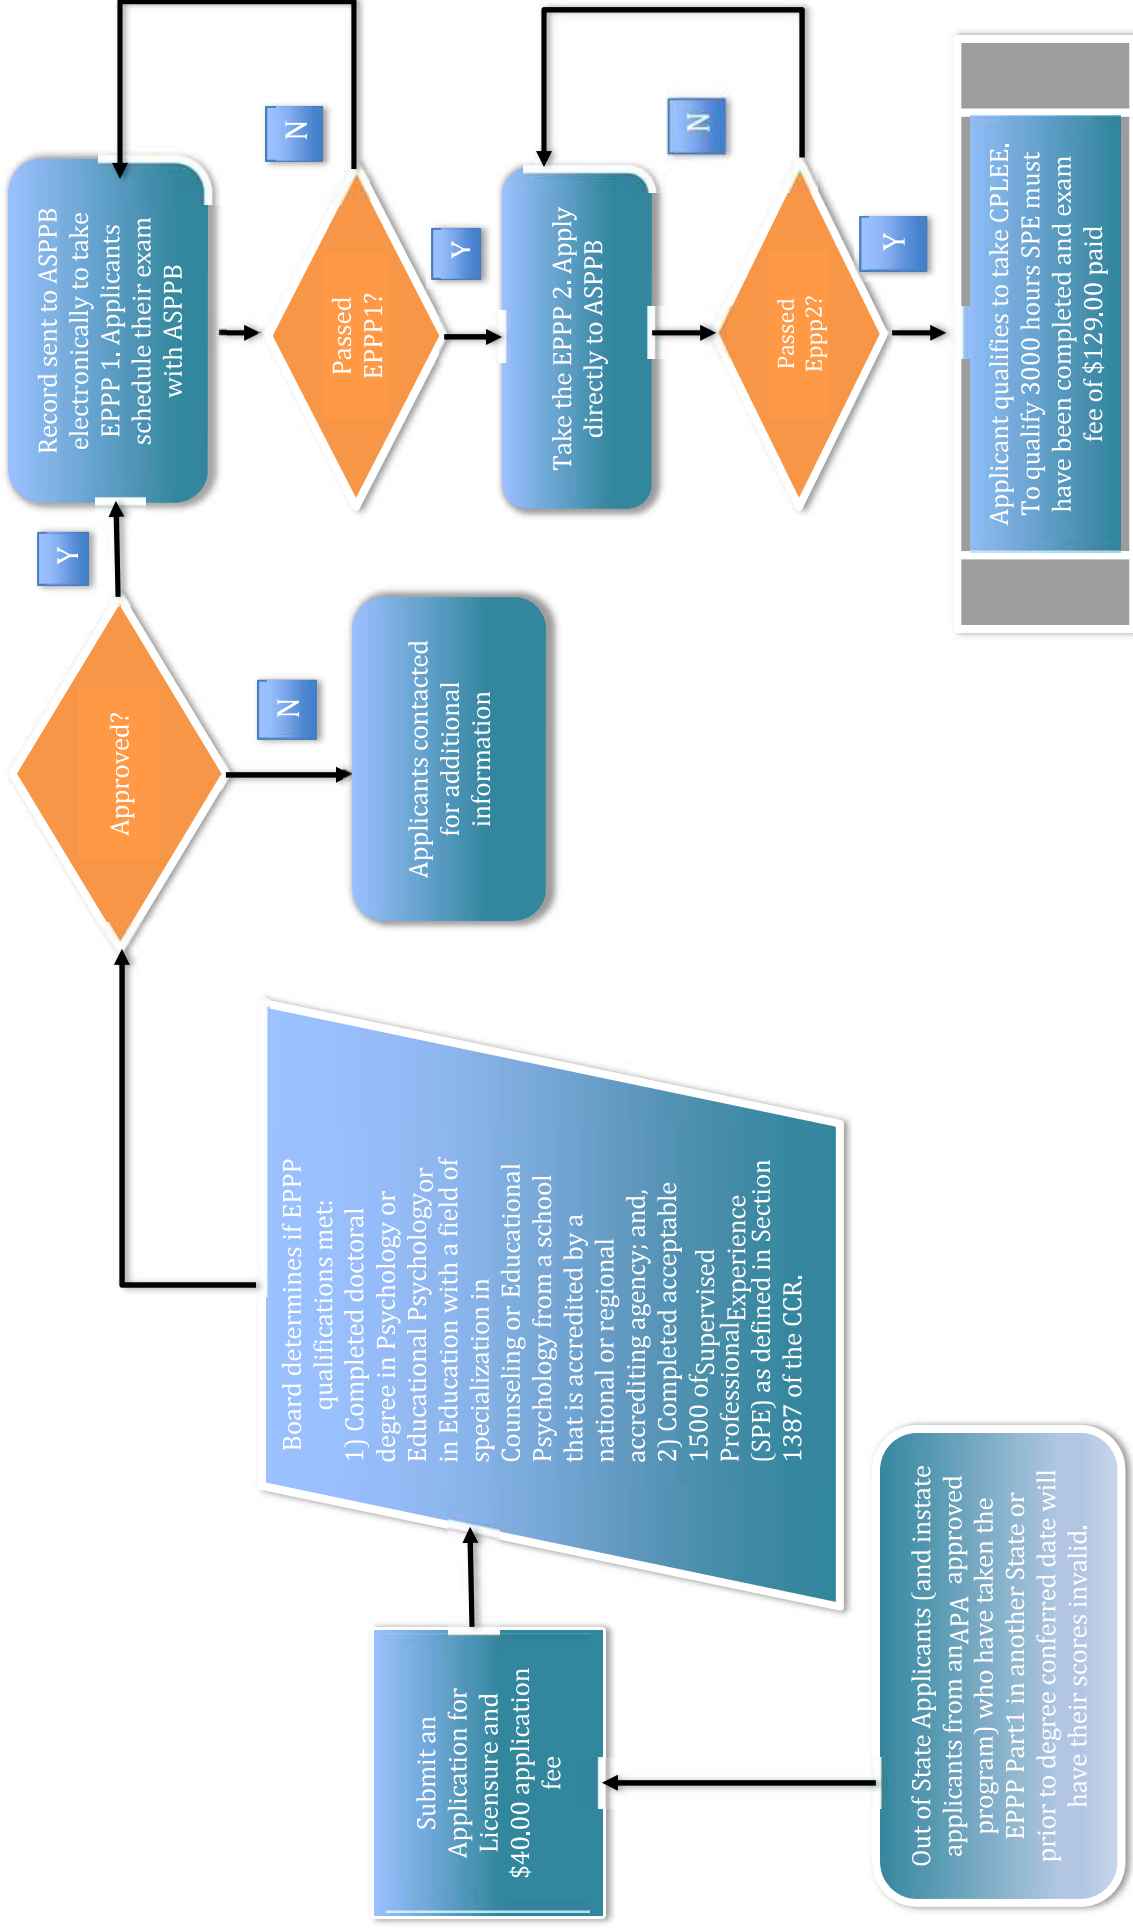 Submit an
Application for
Licensure and
$40.00 application
fee
Out of State Applicants (and instate
applicants from an APA approved
program) who have taken the
EPPP Part1 in another State or
prior to degree conferred date will
have their scores invalid.
Board determines if EPPP
qualifications met:
1) Completed doctoral
degree in Psychology or
Educational Psychology or
in Education with a field of
specialization in
Counseling or Educational
Psychology from a school
that is accredited by a
national or regional
accrediting agency; and,
2) Completed acceptable
1500 of Supervised
Professional Experience
(SPE) as defined in Section
1387 of the CCR.
Approved?
Y
N
Applicants contacted
for additional
information
Record sent to ASPPB
electronically to take
EPPP 1. Applicants
schedule their exam
with ASPPB
Passed
EPPP1?
N
Y
Take the EPPP 2. Apply
directly to ASPPB
Passed
Eppp2?
N
Y
Applicant qualifies to take CPLEE.
To qualify 3000 hours SPE must
have been completed and exam
fee of $129.00 paid